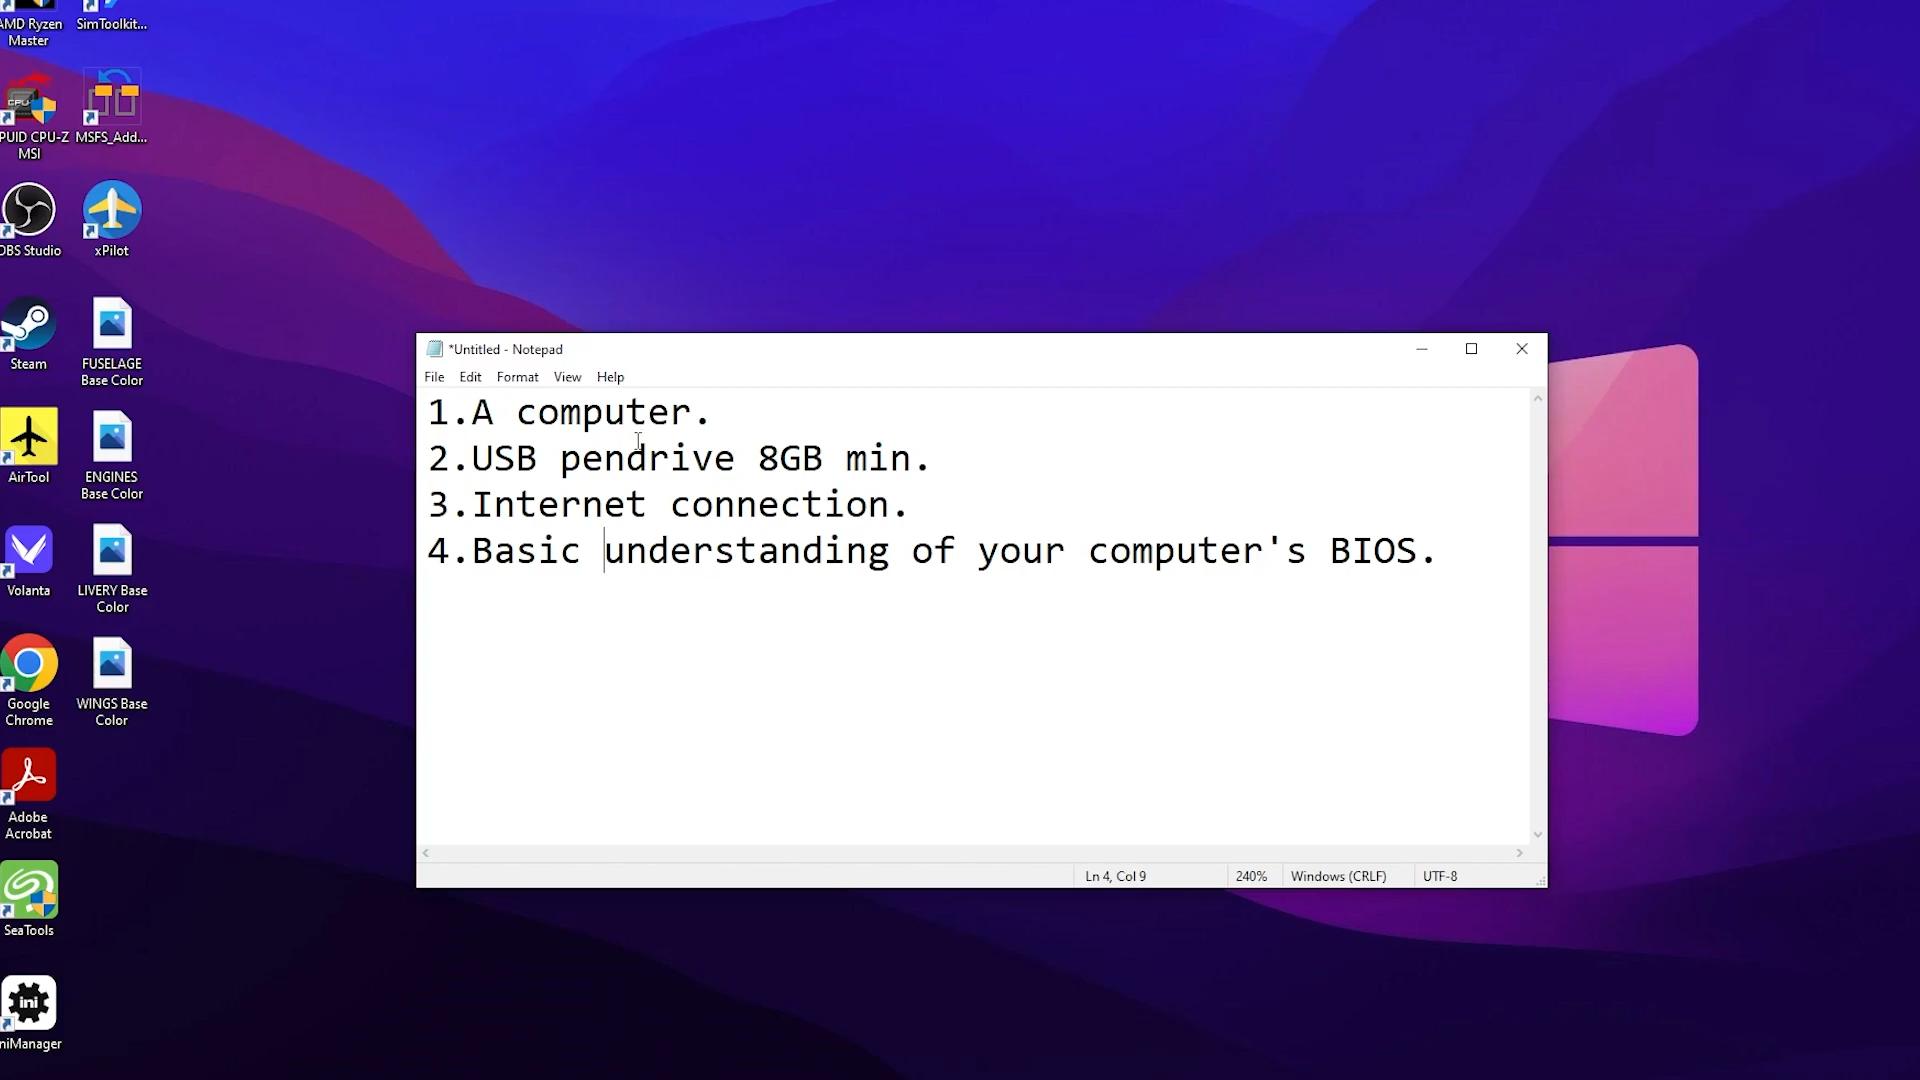 AMD Ryzen
Master
SimToolkit...
PUID CPU-Z
MSI
MSFS_Add...
OBS Studio
xPilot
Steam
FUSELAGE
Base Color
AirTool
ENGINES
Base Color
Volanta
LIVERY Base
Color
Google
Chrome
WINGS Base
Color
Adobe
Acrobat
SeaTools
ini
niManager
*Untitled - Notepad
File Edit Format View Help
1.A computer.
2.USB pendrive 8GB min.
3.Internet connection.
4.Basic understanding of your computer's BIOS.
Ln 4, Col 9 240% Windows (CRLF) UTF-8